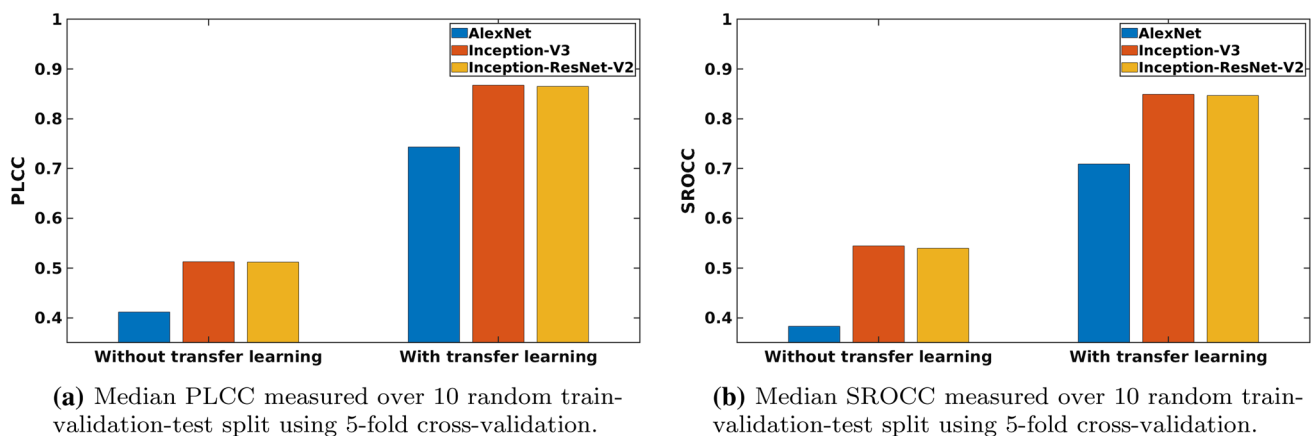 1
0.9
0.8
0.7
0.6
0.5
0.4
PLCC
AlexNet
Inception-V3
Inception-ResNet-V2
Without transfer learning
With transfer learning
(a) Median PLCC measured over 10 random train-
validation-test split using 5-fold cross-validation.
1
0.9
0.8
0.7
0.6
0.5
0.4
SROCC
AlexNet
Inception-V3
Inception-ResNet-V2
Without transfer learning
With transfer learning
(b) Median SROCC measured over 10 random train-
validation-test split using 5-fold cross-validation.